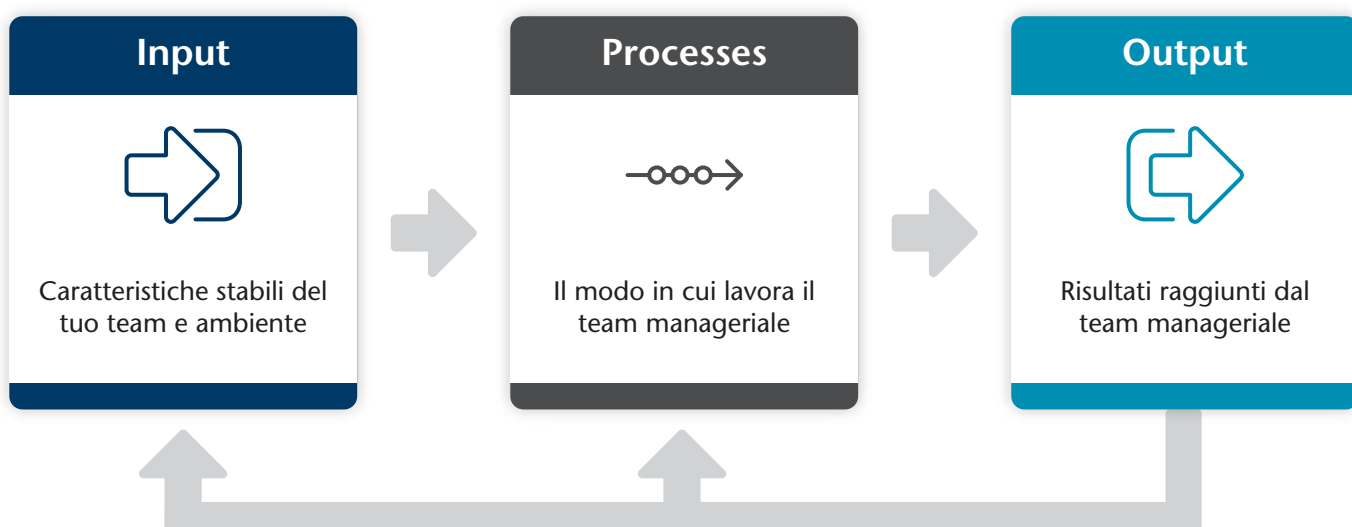 Input
Processes
Output
Caratteristiche stabili del
tuo team e ambiente
Il modo in cui lavora il
team manageriale
Risultati raggiunti dal
team manageriale